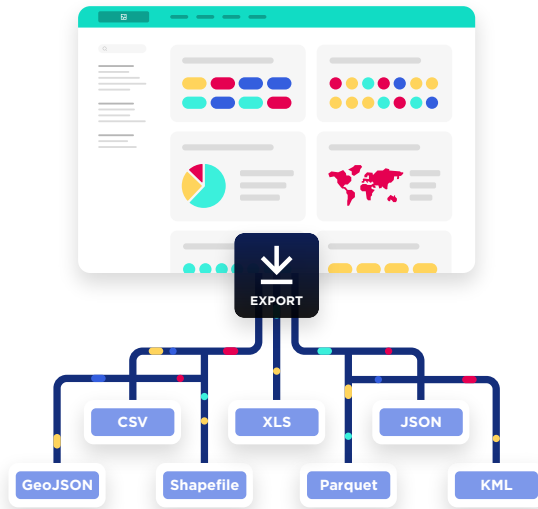 EXPORT
CSV
XLS
JSON
GeoJSON
Shapefile
Parquet
KML